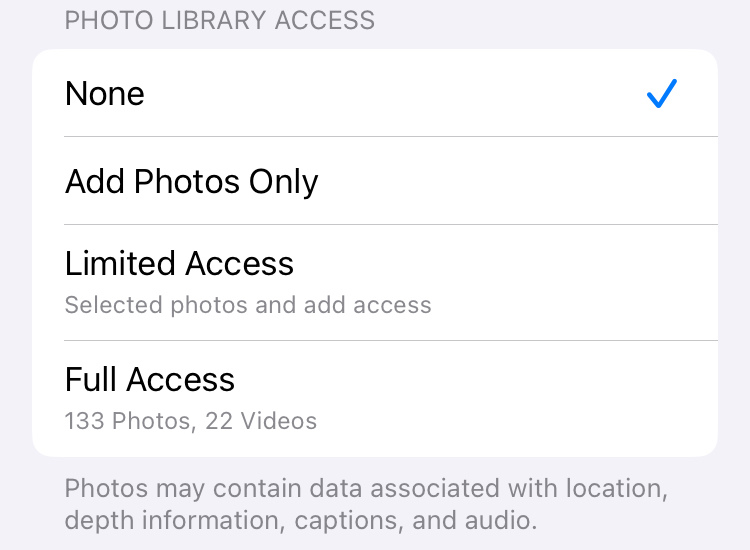 PHOTO LIBRARY ACCESS
None
Add Photos Only
Limited Access
Selected photos and add access
Full Access
133 Photos, 22 Videos
Photos may contain data associated with location,
depth information, captions, and audio.